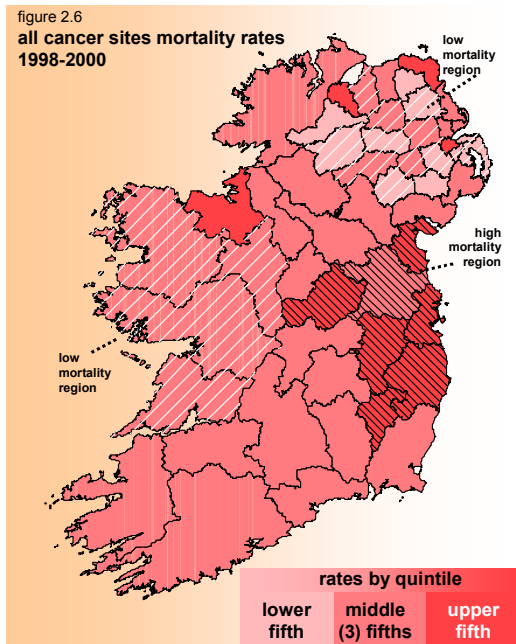 figure 2.6
all cancer sites mortality rates
1998-2000
low
mortality
region
high
mortality
region
low
mortality
region
rates by quintile
lower
fifth
middle
(3) fifths
upper
fifth